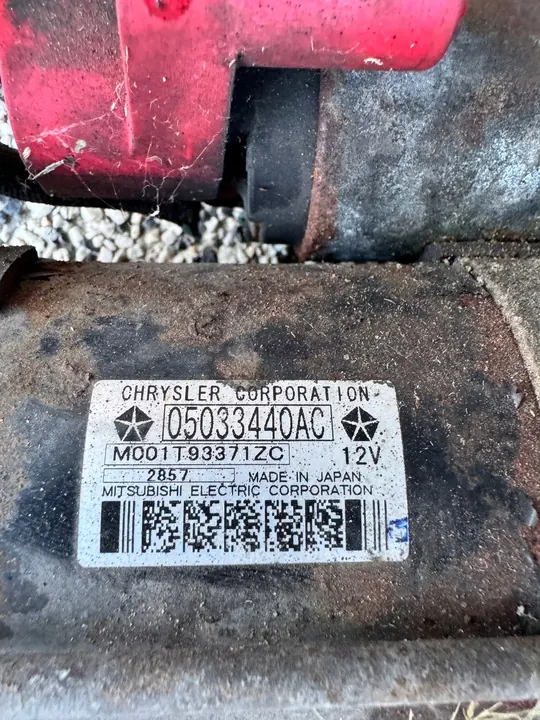 CHRYSLER CORPORATION
05033440AC
M001T93371ZC 12V
2857 MADE IN JAPAN
MITSUBISHI ELECTRIC CORPORATION